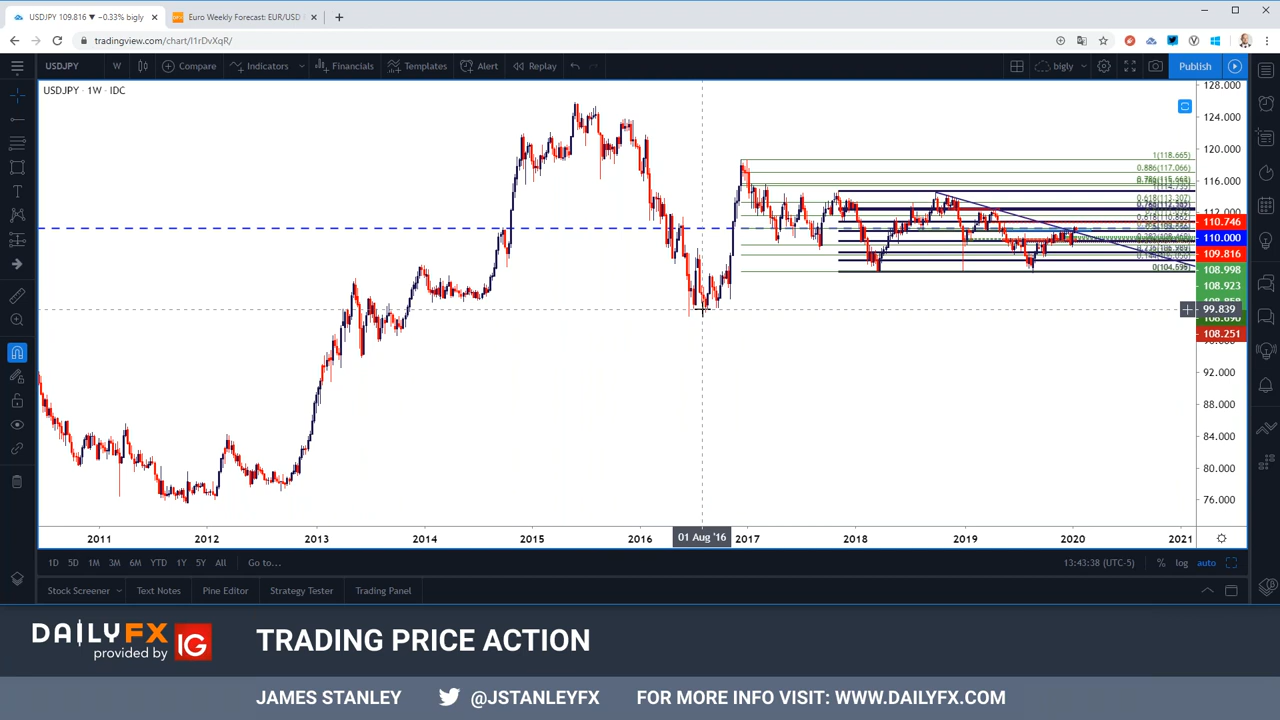 USDJPY 109.816 ▼ −0.33% bigly
Euro Weekly Forecast: EUR/USD
tradingview.com/chart/l1rDvXqR/
USDJPY W Compare Indicators Financials Templates Alert Replay bigly Publish
USDJPY · 1W · IDC
128.000
124.000
120.000
116.000
112.000
1(118.665)
0.886(117.066)
0(104.595)
110.746
110.000
109.816
108.998
108.923
99.839
108.251
92.000
88.000
84.000
80.000
76.000
2011 2012 2013 2014 2015 2016 01 Aug '16 2017 2018 2019 2020 2021
1D 5D 1M 3M 6M YTD 1Y 5Y All Go to... 13:43:38 (UTC-5) % log auto
Stock Screener Text Notes Pine Editor Strategy Tester Trading Panel
DAILYFX
provided by IG
TRADING PRICE ACTION
JAMES STANLEY @JSTANLEYFX FOR MORE INFO VISIT: WWW.DAILYFX.COM